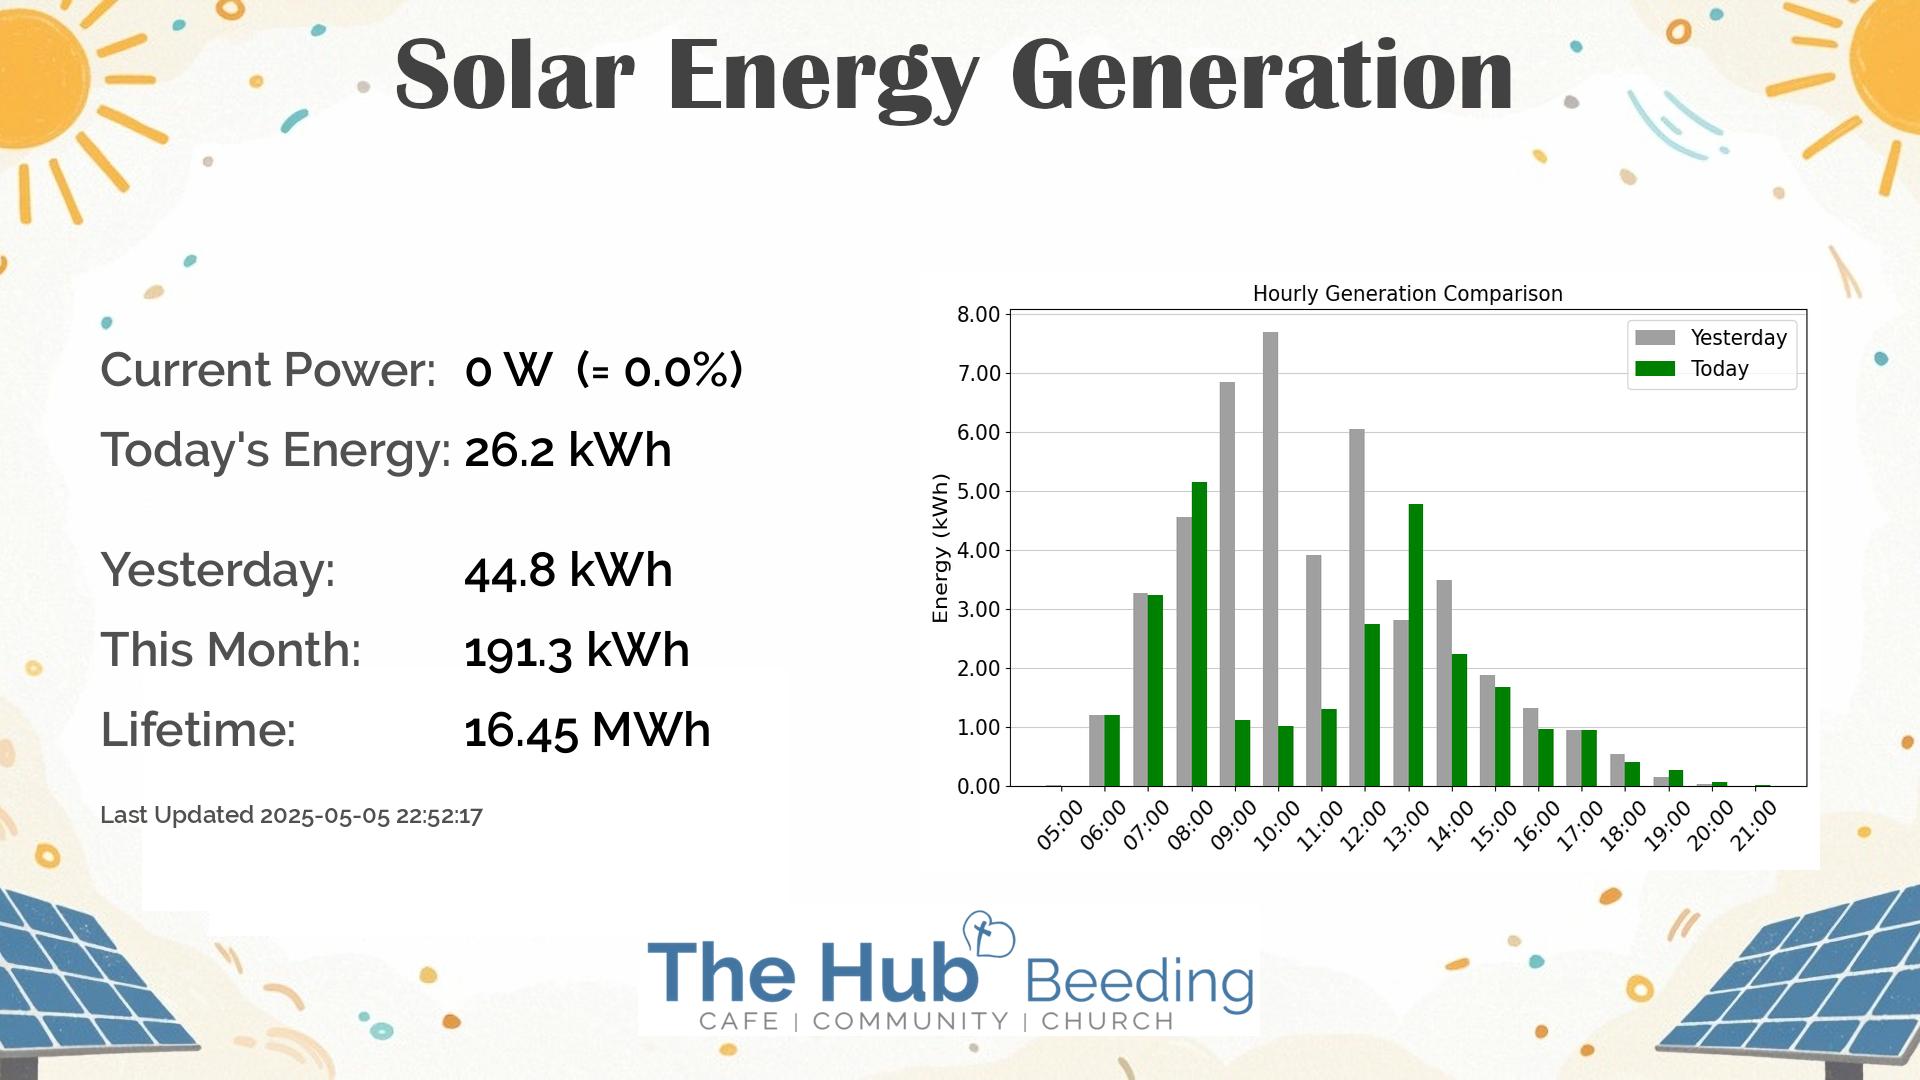 Solar Energy Generation
Current Power: 0 W (= 0.0%)
Today's Energy: 26.2 kWh
Yesterday: 44.8 kWh
This Month: 191.3 kWh
Lifetime: 16.45 MWh
Last Updated 2025-05-05 22:52:17
Hourly Generation Comparison
Yesterday
Today
Energy (kWh)
8.00
7.00
6.00
5.00
4.00
3.00
2.00
1.00
0.00
05:00 06:00 07:00 08:00 09:00 10:00 11:00 12:00 13:00 14:00 15:00 16:00 17:00 18:00 19:00 20:00 21:00
The Hub Beeding
CAFE | COMMUNITY | CHURCH